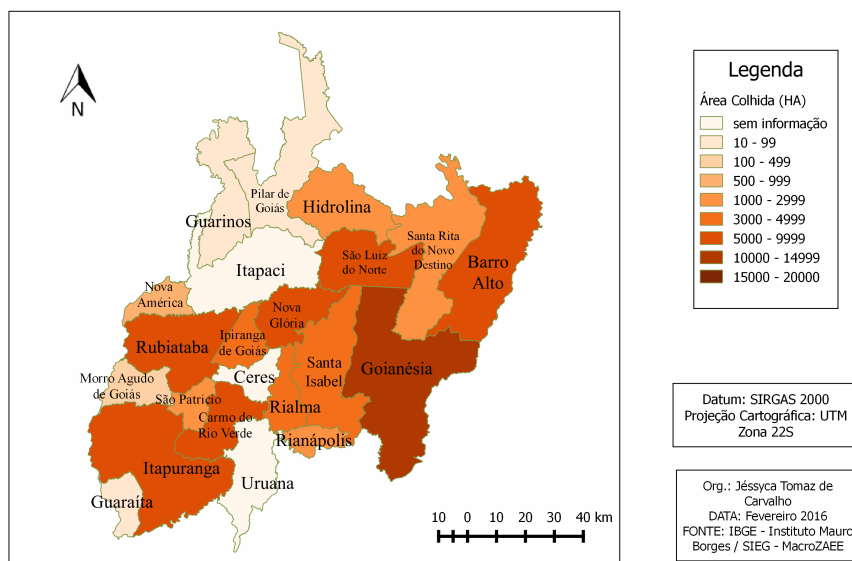 N
Pilar de
Goiás
Guarinos
Hidrolina
Santa Rita
do Novo
Destino
São Luiz
do Norte
Barro
Alto
Itapaci
Nova
América
Nova
Glória
Rubiataba
Ipiranga
de Goiás
Santa
Isabel
Goianésia
Ceres
Morro Agudo
de Goiás
São Patrício
Carmo do
Rio Verde
Rialma
Rianápolis
Itapuranga
Uruana
Guaraíta
10 0 10 20 30 40 km
Legenda
Área Colhida (HA)
sem informação
10 - 99
100 - 499
500 - 999
1000 - 2999
3000 - 4999
5000 - 9999
10000 - 14999
15000 - 20000
Datum: SIRGAS 2000
Projeção Cartográfica: UTM
Zona 22S
Org.: Jéssyca Tomaz de
Carvalho
DATA: Fevereiro 2016
FONTE: IBGE - Instituto Mauro
Borges / SIEG - MacroZAEE